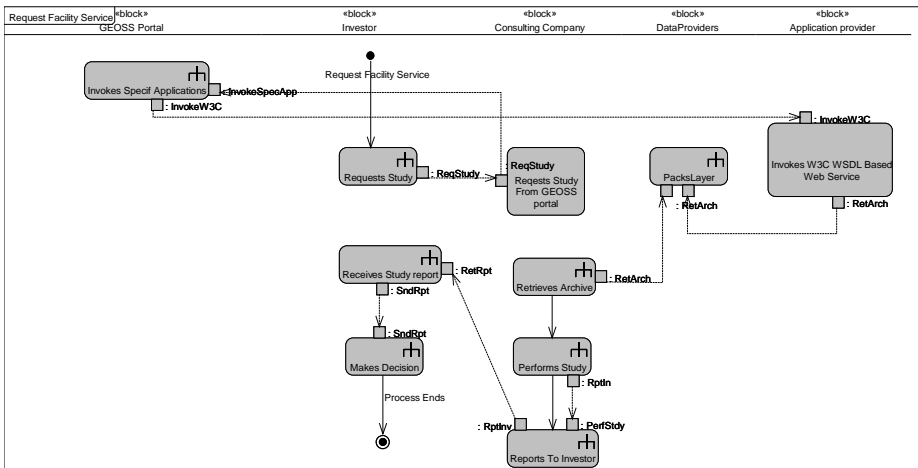 Request Facility Service
«block»
GEOSS Portal
«block»
Investor
«block»
Consulting Company
«block»
DataProviders
«block»
Application provider
Request Facility Service
Invokes Specif Applications
: InvokeSpecApp
: InvokeW3C
: InvokeW3C
Requests Study
: ReqStudy
: ReqStudy
Reqests Study
From GEOSS
portal
PacksLayer
: RetArch
Invokes W3C WSDL Based
Web Service
: RetArch
Receives Study report
: RetRpt
: SndRpt
Retrieves Archive
: RetArch
: SndRpt
Makes Decision
Performs Study
: RptIn
Process Ends
: RptInv
: PerfStdy
Reports To Investor